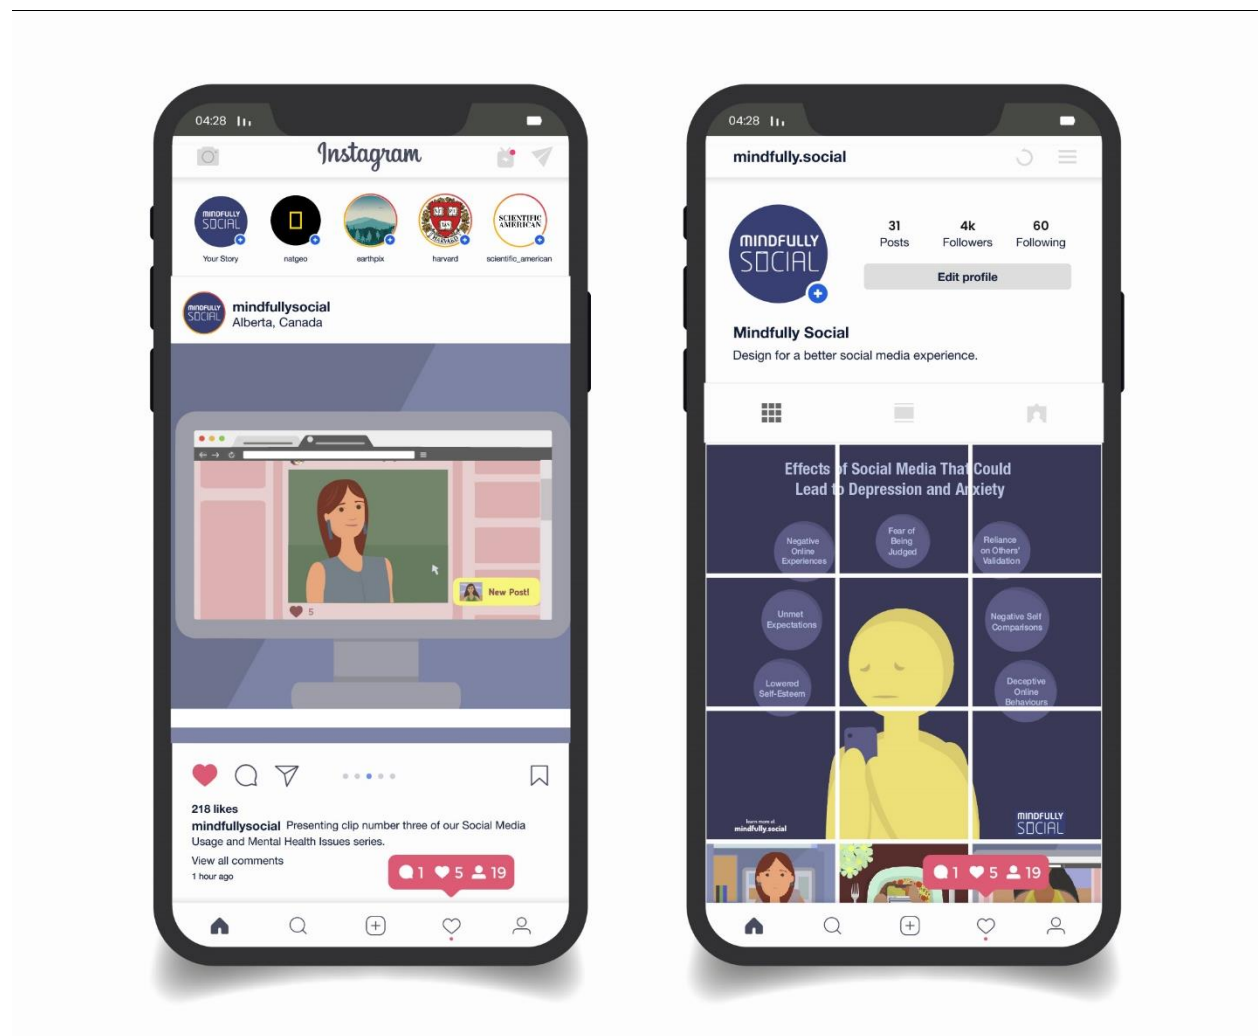 04:28
Instagram
MINDFULLY
SOCIAL
SCIENTIFIC
AMERICAN
Your Story
natgeo
earthpix
harvard
scientific_american
MINDFULLY
SOCIAL
mindfullysocial
Alberta, Canada
5
New Post!
218 likes
mindfullysocial Presenting clip number three of our Social Media
Usage and Mental Health Issues series.
View all comments
1 hour ago
1 5 19
04:28
mindfully.social
MINDFULLY
SOCIAL
31
Posts
4k
Followers
60
Following
Edit profile
Mindfully Social
Design for a better social media experience.
Effects of Social Media That Could
Lead to Depression and Anxiety
Negative
Online
Experiences
Fear of
Being
Judged
Reliance
on Others'
Validation
Unmet
Expectations
Negative Self
Comparisons
Lowered
Self-Esteem
Deceptive
Online
Behaviours
learn more at
mindfully.social
MINDFULLY
SOCIAL
1 5 19